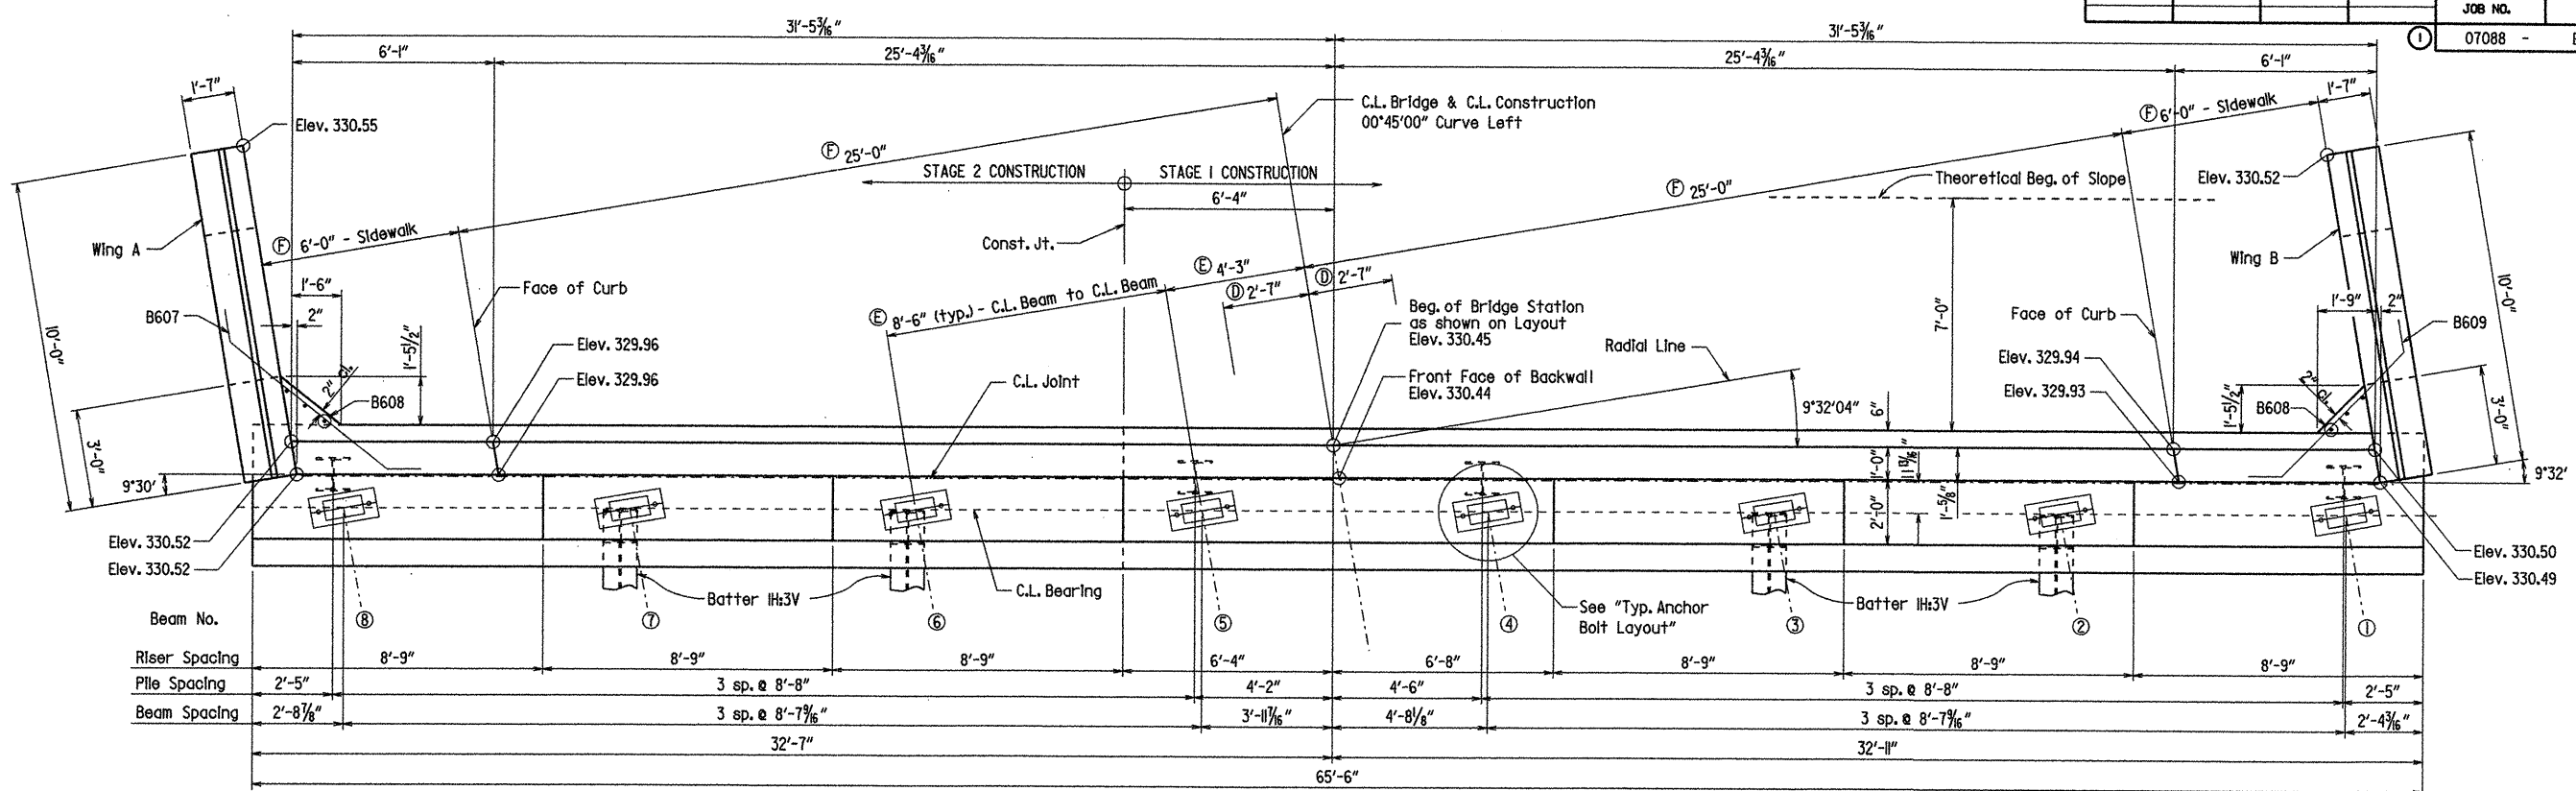 JOB NO.
① 07088 -
31'-5 3/16" 31'-5 3/16"
6'-1" 25'-4 3/16" 25'-4 3/16" 6'-1"
1'-7" 1'-7"
C.L. Bridge & C.L. Construction
00°45'00" Curve Left
Ⓕ 6'-0" - Sidewalk
Elev. 330.55
Ⓕ 25'-0"
STAGE 2 CONSTRUCTION STAGE 1 CONSTRUCTION
6'-4"
Ⓕ 25'-0"
Theoretical Beg. of Slope
Elev. 330.52
Wing A
Ⓕ 6'-0" - Sidewalk
Const. Jt.
7'-0"
Wing B
10'-0"
10'-0"
Ⓔ 4'-3"
Ⓓ 2'-7"
Ⓓ 2'-7"
Ⓔ 8'-6" (typ.) - C.L. Beam to C.L. Beam
1'-6"
Face of Curb
2"
B607
1'-5 1/2"
2" cl.
B608
Elev. 329.96
Elev. 329.96
C.L. Joint
Beg. of Bridge Station
as shown on Layout
Elev. 330.45
Front Face of Backwall
Elev. 330.44
Radial Line
Face of Curb
1'-9"
2"
B609
Elev. 329.94
Elev. 329.93
2" cl.
B608
1'-5 1/2"
3'-0"
3'-0"
9°32'04"
6"
1'-0"
11 13/16"
2'-0"
1'-5 5/8"
9°30'
9°32'
Elev. 330.52
Elev. 330.52
Elev. 330.50
Elev. 330.49
Batter 1H:3V
C.L. Bearing
See "Typ. Anchor
Bolt Layout"
Batter 1H:3V
Beam No. ⑧ ⑦ ⑥ ⑤ ④ ③ ② ①
Riser Spacing 8'-9" 8'-9" 8'-9" 6'-4" 6'-8" 8'-9" 8'-9" 8'-9"
Pile Spacing 2'-5" 3 sp. @ 8'-8" 4'-2" 4'-6" 3 sp. @ 8'-8" 2'-5"
Beam Spacing 2'-8 7/8" 3 sp. @ 8'-7 9/16" 3'-11 7/16" 4'-8 1/8" 3 sp. @ 8'-7 9/16" 2'-4 3/16"
32'-7" 32'-11"
65'-6"